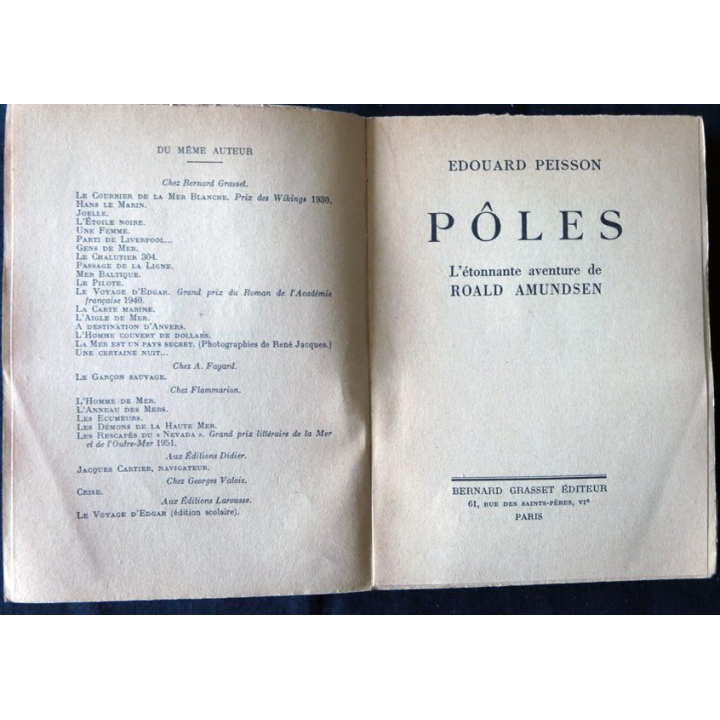 DU MÊME AUTEUR
Chez Bernard Grasset.
LE COURRIER DE LA MER BLANCHE. Prix des Wikings 1930.
HANS LE MARIN.
JOELLE.
L'ÉTOILE NOIRE.
UNE FEMME.
PARTI DE LIVERPOOL...
GENS DE MER.
LE CHALUTIER 304.
PASSAGE DE LA LIGNE.
MER BALTIQUE.
LE PILOTE.
LE VOYAGE D'EDGAR. Grand prix du Roman de l'Académie
française 1940.
LA CARTE MARINE.
L'AIGLE DE MER.
A DESTINATION D'ANVERS.
L'HOMME COUVERT DE DOLLARS.
LA MER EST UN PAYS SECRET. (Photographies de René Jacques.)
UNE CERTAINE NUIT...
Chez A. Fayard.
LE GARÇON SAUVAGE.
Chez Flammarion.
L'HOMME DE MER.
L'ANNEAU DES MERS.
LES ECUMEURS.
LES DÉMONS DE LA HAUTE MER.
LES RESCAPÉS DU « NEVADA ». Grand prix littéraire de la Mer
et de l'Outre-Mer 1951.
Aux Éditions Didier.
JACQUES CARTIER, NAVIGATEUR.
Chez Georges Valois.
CRISE.
Aux Éditions Larousse.
LE VOYAGE D'EDGAR (édition scolaire).
EDOUARD PEISSON
PÔLES
L'étonnante aventure de
ROALD AMUNDSEN
BERNARD GRASSET ÉDITEUR
61, RUE DES SAINTS-PÈRES, VIᵉ
PARIS